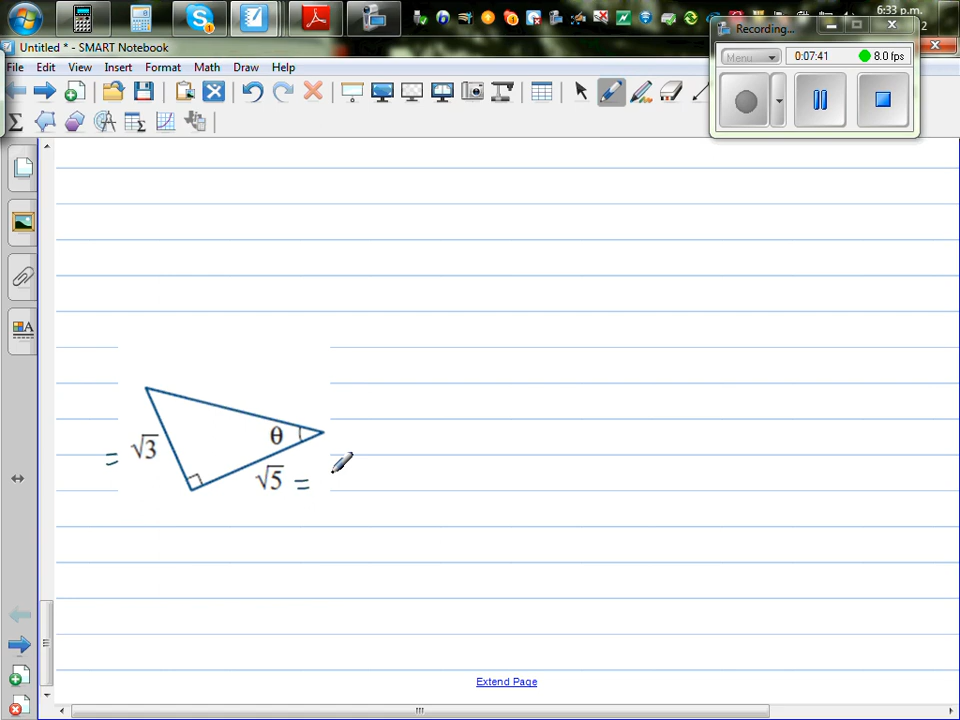 6:33 p.m.
2
Untitled * - SMART Notebook
Recording...
File Edit View Insert Format Math Draw Help
Menu
0:07:41
8.0 fps
θ
= √3
√5 =
Extend Page